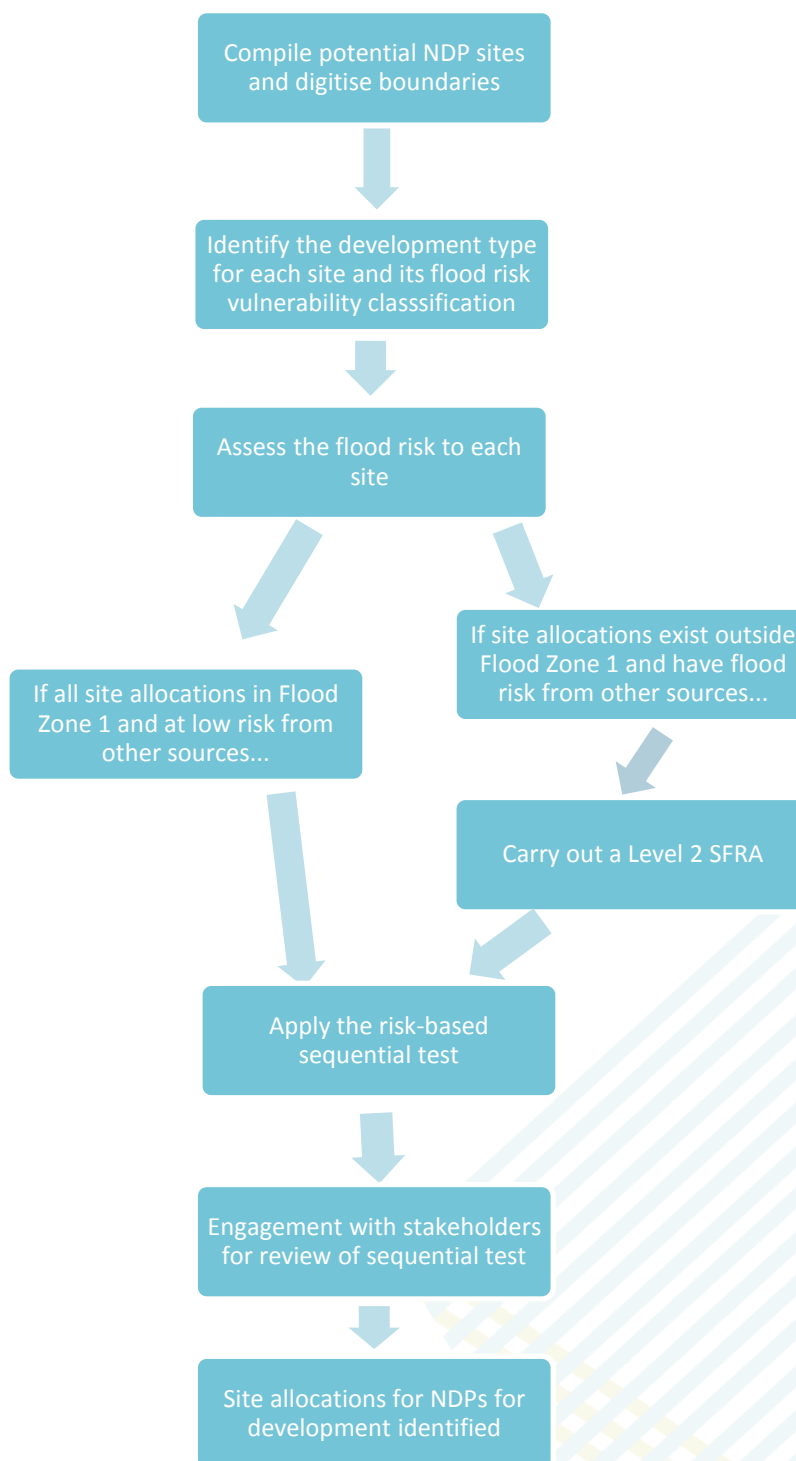 Compile potential NDP sites
and digitise boundaries
Identify the development type
for each site and its flood risk
vulnerability classsification
Assess the flood risk to each
site
If site allocations exist outside
Flood Zone 1 and have flood
risk from other sources...
If all site allocations in Flood
Zone 1 and at low risk from
other sources...
Carry out a Level 2 SFRA
Apply the risk-based
sequential test
Engagement with stakeholders
for review of sequential test
Site allocations for NDPs for
development identified